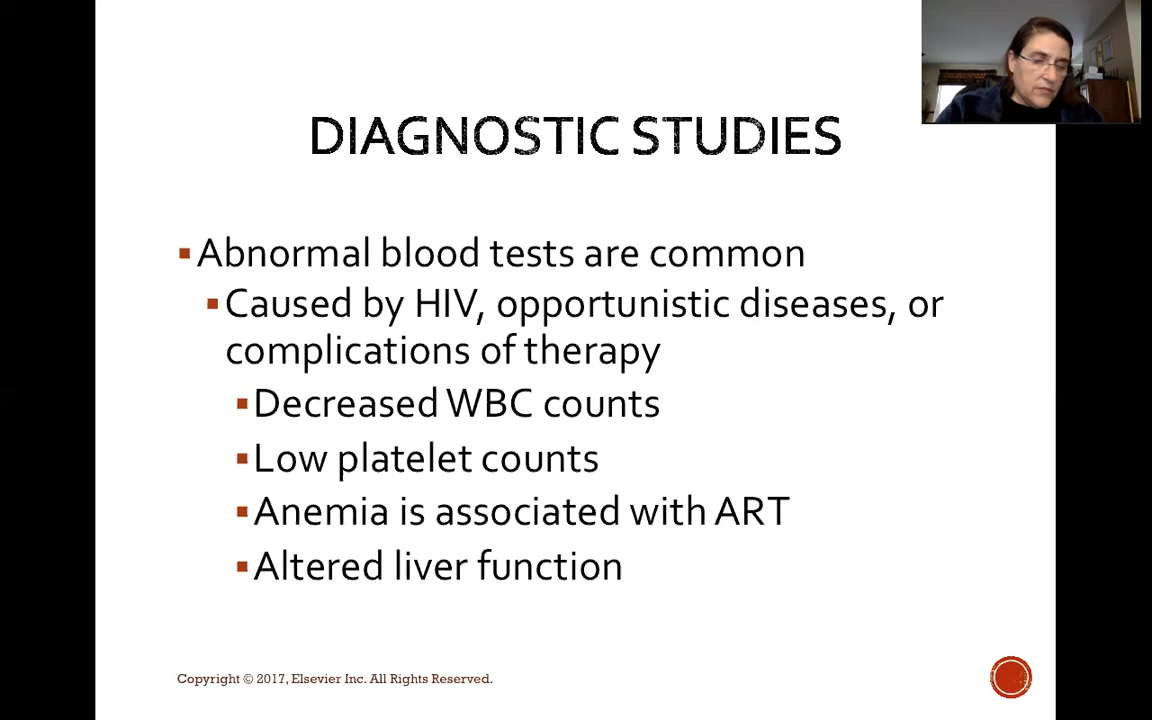 DIAGNOSTIC STUDIES
Abnormal blood tests are common
Caused by HIV, opportunistic diseases, or
complications of therapy
Decreased WBC counts
Low platelet counts
Anemia is associated with ART
Altered liver function
Copyright © 2017, Elsevier Inc. All Rights Reserved.